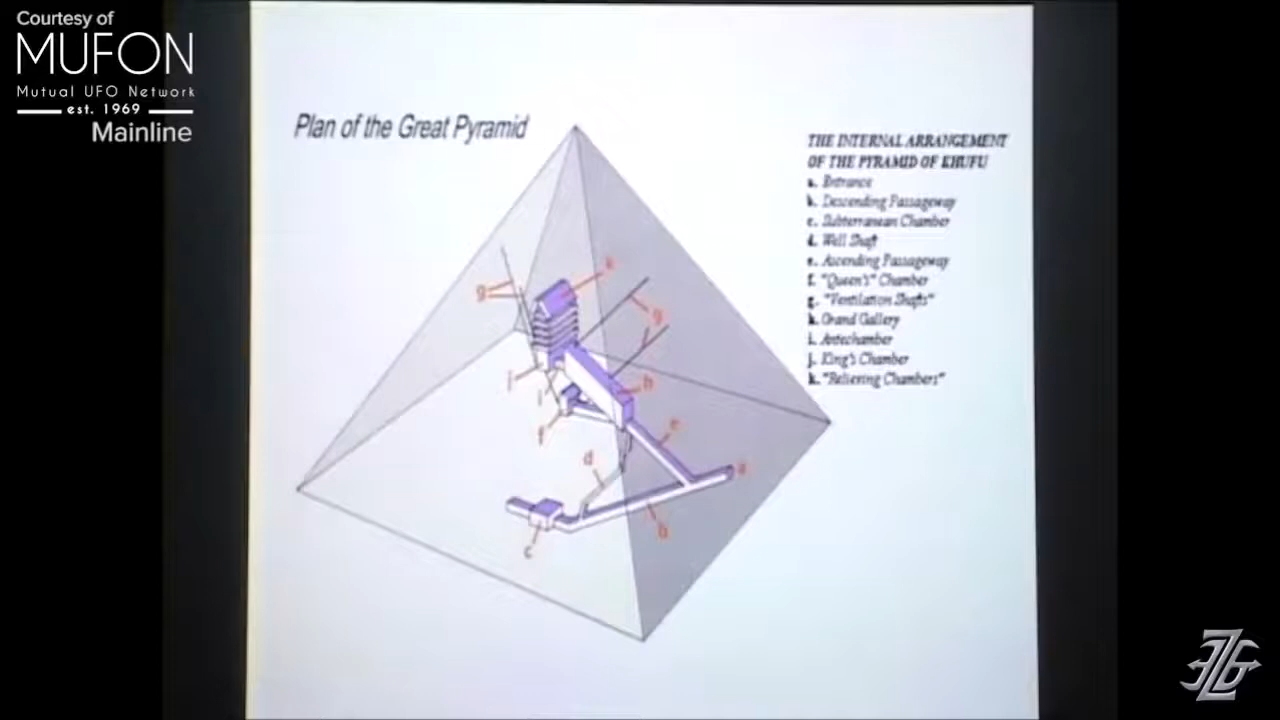 Courtesy of
MUFON
Mutual UFO Network
est. 1969
Mainline
Plan of the Great Pyramid
THE INTERNAL ARRANGEMENT
OF THE PYRAMID OF KHUFU
a. Entrance
b. Descending Passageway
c. Subterranean Chamber
d. Well Shaft
e. Ascending Passageway
f. "Queen's" Chamber
g. "Ventilation Shafts"
h. Grand Gallery
i. Antechamber
j. King's Chamber
k. "Relieving Chambers"
k
g
g
j
i
h
f
e
d
a
b
c